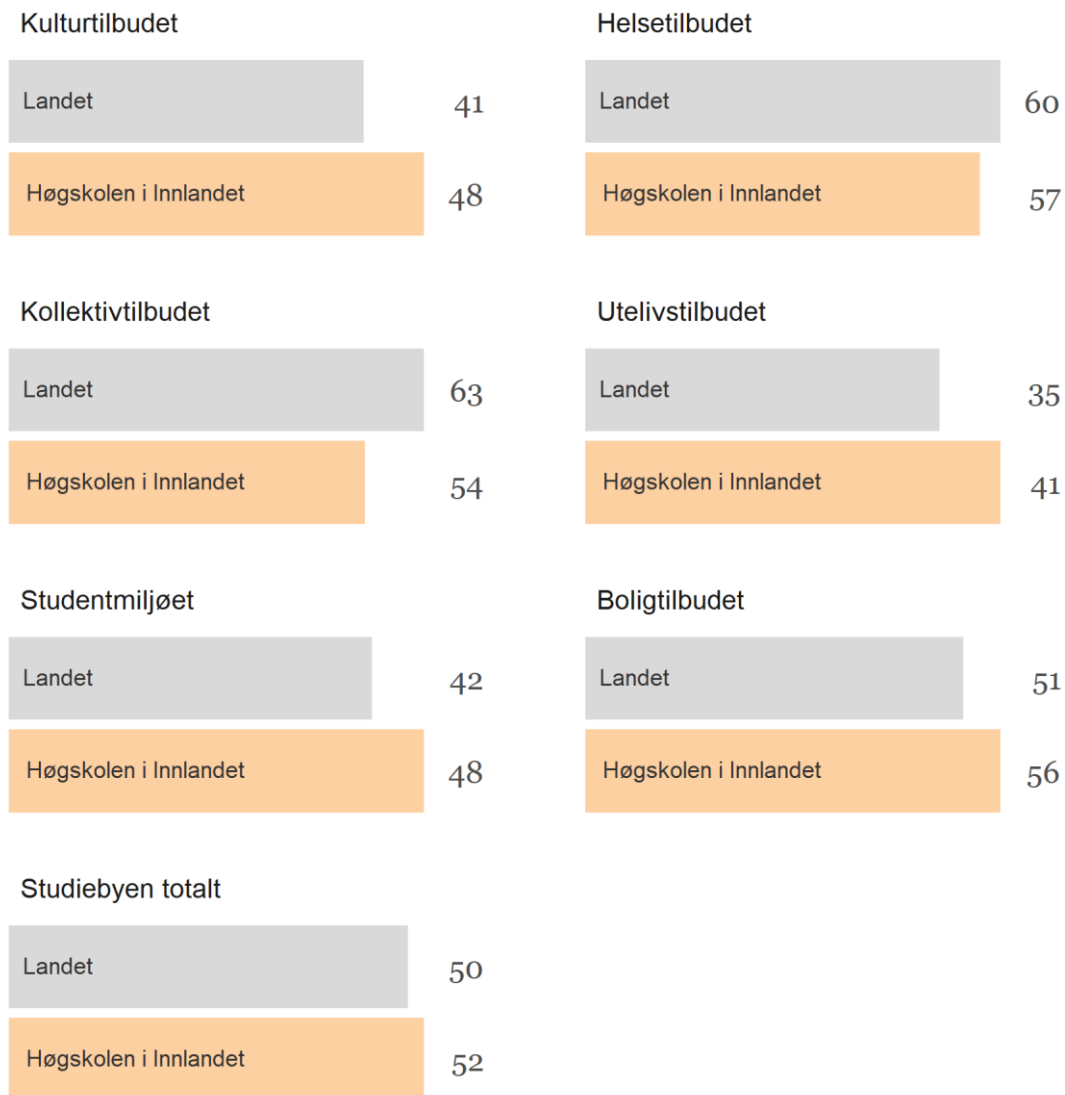 Kulturtilbudet
Landet 41
Høgskolen i Innlandet 48
Helsetilbudet
Landet 60
Høgskolen i Innlandet 57
Kollektivtilbudet
Landet 63
Høgskolen i Innlandet 54
Utelivstilbudet
Landet 35
Høgskolen i Innlandet 41
Studentmiljøet
Landet 42
Høgskolen i Innlandet 48
Boligtilbudet
Landet 51
Høgskolen i Innlandet 56
Studiebyen totalt
Landet 50
Høgskolen i Innlandet 52